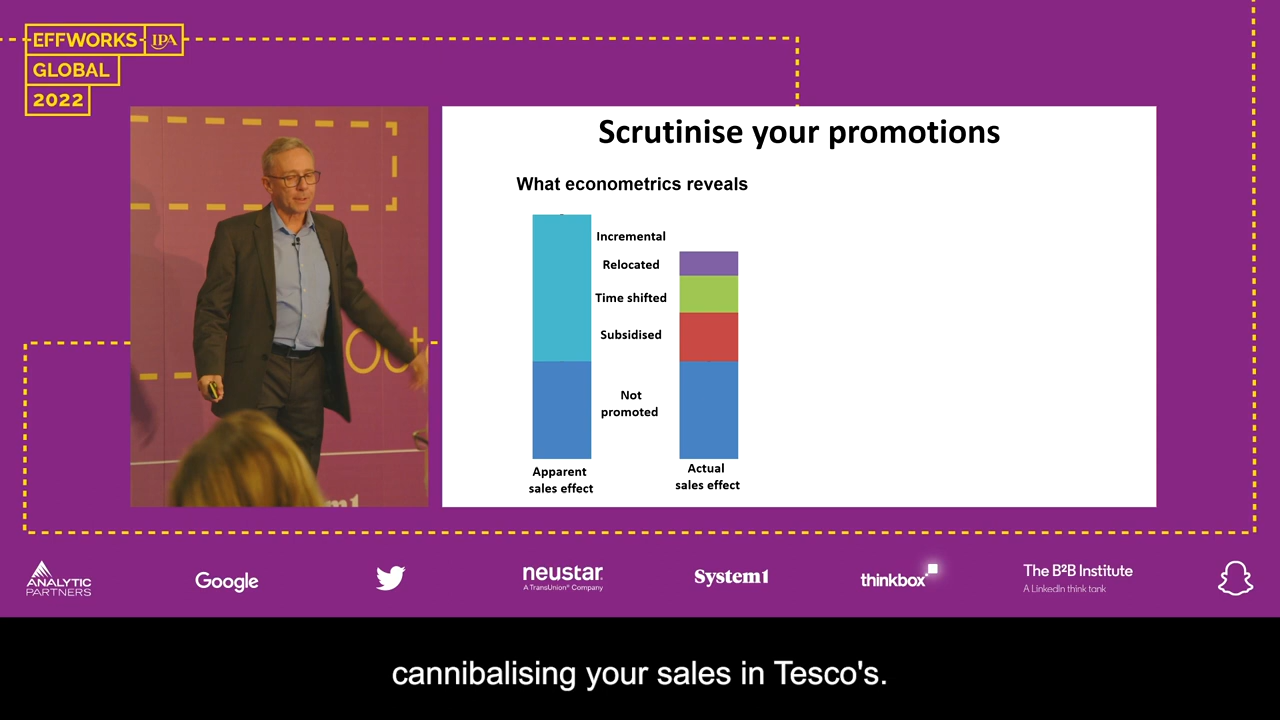 EFFWORKS IPA
GLOBAL
2022
Scrutinise your promotions
What econometrics reveals
Incremental
Relocated
Time shifted
Subsidised
Not
promoted
Apparent
sales effect
Actual
sales effect
Oct
ANALYTIC
PARTNERS
Google
neustar
A TransUnion® Company
System1
thinkbox
The B²B Institute
A LinkedIn think tank
cannibalising your sales in Tesco's.